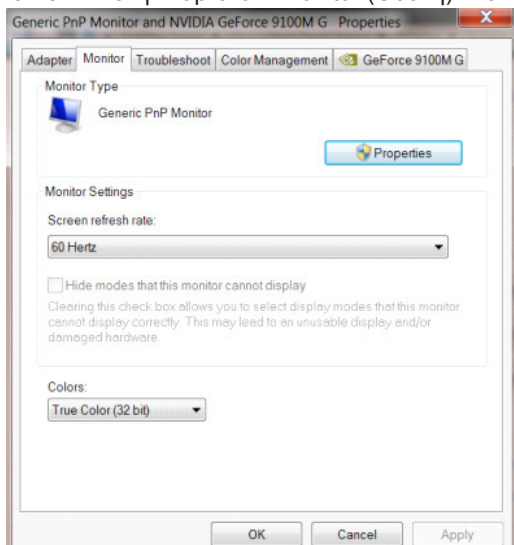 Generic PnP Monitor and NVIDIA GeForce 9100M G Properties
X
Adapter Monitor Troubleshoot Color Management GeForce 9100M G
Monitor Type
Generic PnP Monitor
Properties
Monitor Settings
Screen refresh rate:
60 Hertz
Hide modes that this monitor cannot display
Clearing this check box allows you to select display modes that this monitor
cannot display correctly. This may lead to an unusable display and/or
damaged hardware.
Colors:
True Color (32 bit)
OK Cancel Apply